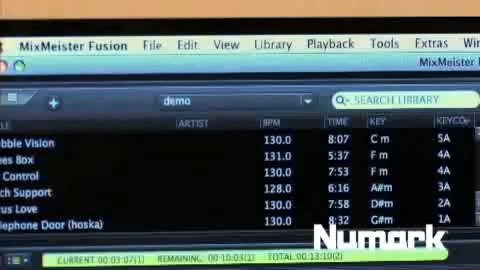 MixMeister Fusion File Edit View Library Playback Tools Extras Win
MixMeister F
demo SEARCH LIBRARY
LE ARTIST BPM TIME KEY KEYCO
bble Vision 130.0 8:07 C m 5A
es Box 131.0 5:37 F m 4A
Control 130.0 7:53 F m 4A
ch Support 128.0 6:16 A#m 3A
us Love 130.0 7:58 D#m 2A
lephone Door (hoska) 130.0 8:32 G#m 1A
Numark
CURRENT 00:03:07(1) REMAINING 00:10:03(1) TOTAL 00:13:10(2)